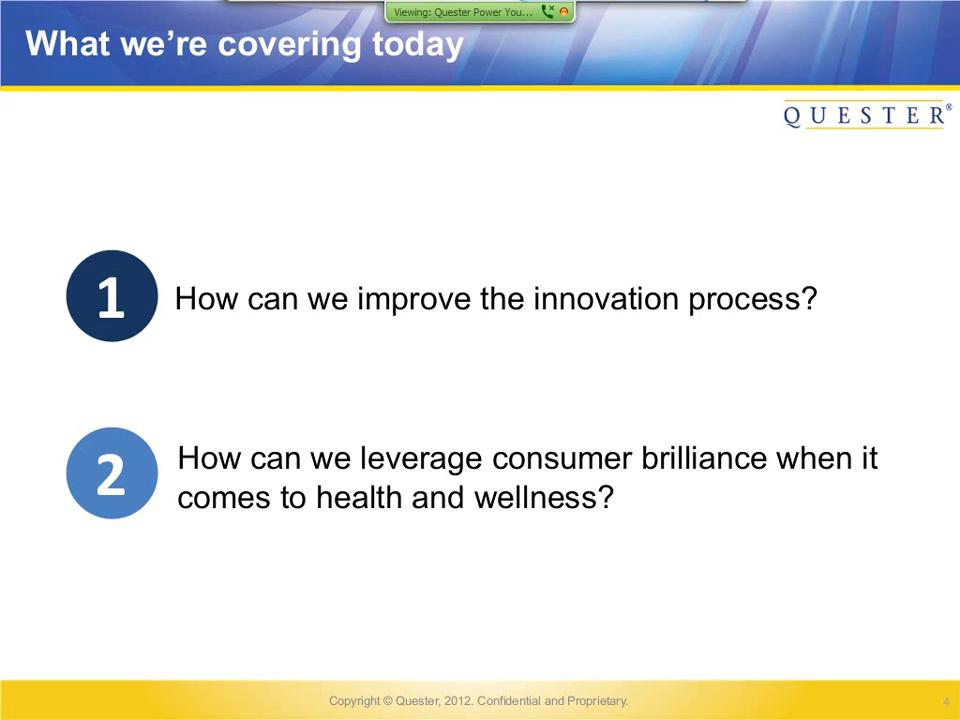 Viewing: Quester Power You...
What we're covering today
QUESTER®
1
How can we improve the innovation process?
2
How can we leverage consumer brilliance when it
comes to health and wellness?
Copyright © Quester, 2012. Confidential and Proprietary.
4